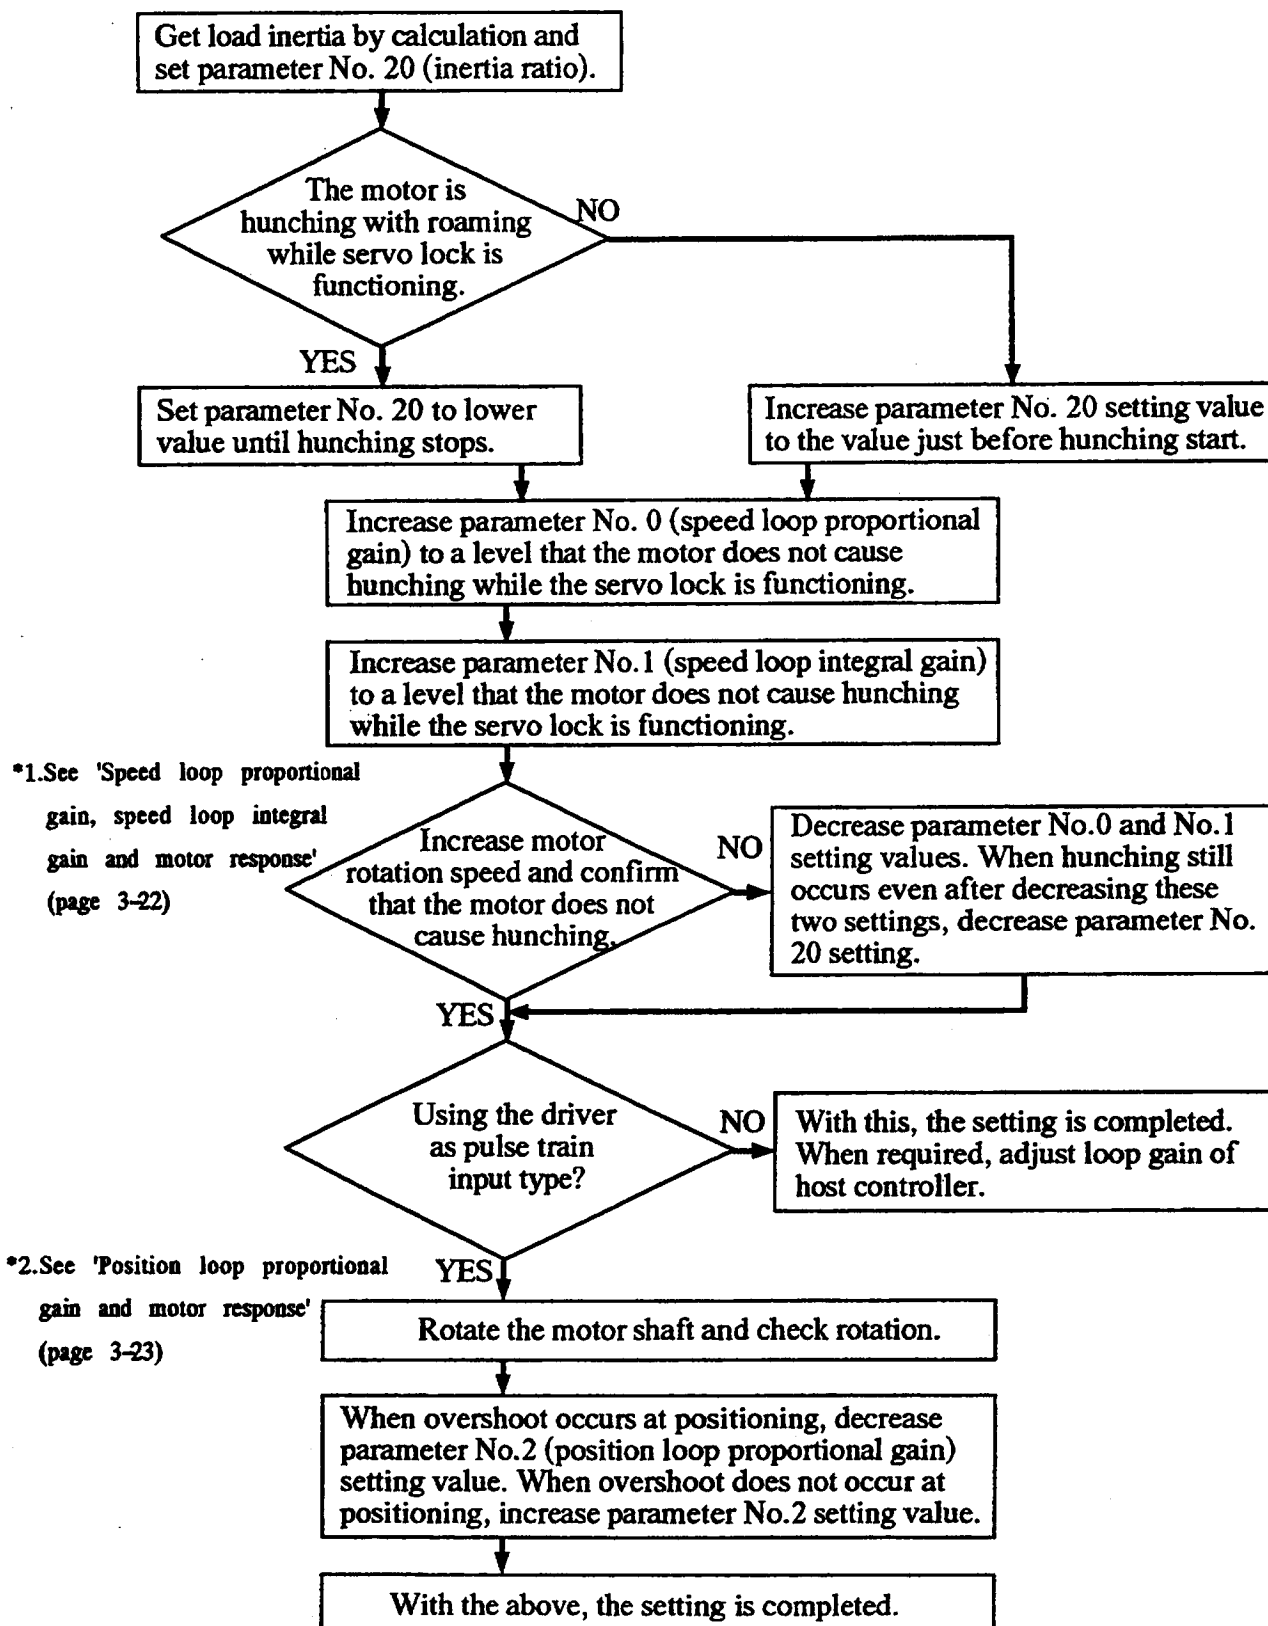 Get load inertia by calculation and
set parameter No. 20 (inertia ratio).
The motor is
hunching with roaming
while servo lock is
functioning.
NO
YES
Set parameter No. 20 to lower
value until hunching stops.
Increase parameter No. 20 setting value
to the value just before hunching start.
Increase parameter No. 0 (speed loop proportional
gain) to a level that the motor does not cause
hunching while the servo lock is functioning.
Increase parameter No.1 (speed loop integral gain)
to a level that the motor does not cause hunching
while the servo lock is functioning.
*1.See 'Speed loop proportional
gain, speed loop integral
gain and motor response'
(page 3-22)
Increase motor
rotation speed and confirm
that the motor does not
cause hunching.
NO
Decrease parameter No.0 and No.1
setting values. When hunching still
occurs even after decreasing these
two settings, decrease parameter No.
20 setting.
YES
Using the driver
as pulse train
input type?
NO
With this, the setting is completed.
When required, adjust loop gain of
host controller.
*2.See 'Position loop proportional
gain and motor response'
(page 3-23)
YES
Rotate the motor shaft and check rotation.
When overshoot occurs at positioning, decrease
parameter No.2 (position loop proportional gain)
setting value. When overshoot does not occur at
positioning, increase parameter No.2 setting value.
With the above, the setting is completed.